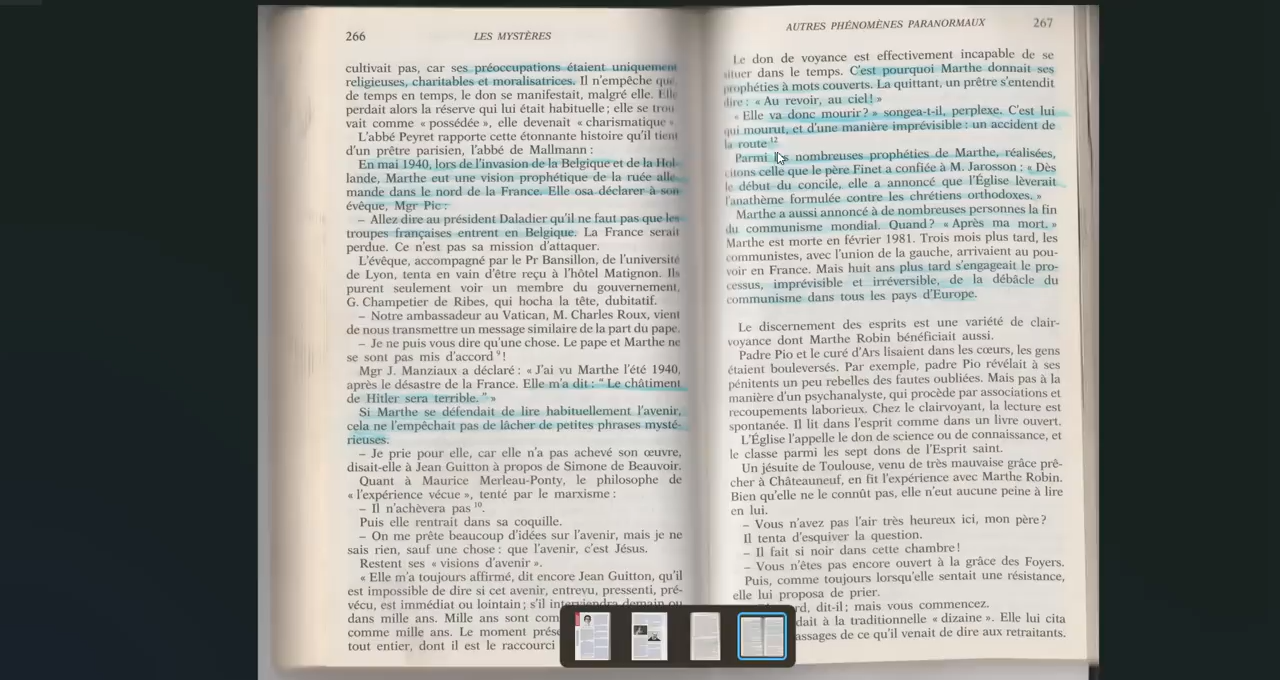 266
LES MYSTÈRES
cultivait pas, car ses préoccupations étaient uniquement
religieuses, charitables et moralisatrices. Il n'empêche que
de temps en temps, le don se manifestait, malgré elle. Elle
perdait alors la réserve qui lui était habituelle ; elle se trou
vait comme « possédée », elle devenait « charismatique »
L'abbé Peyret rapporte cette étonnante histoire qu'il tient
d'un prêtre parisien, l'abbé de Mallmann :
En mai 1940, lors de l'invasion de la Belgique et de la Hol-
lande, Marthe eut une vision prophétique de la ruée alle
mande dans le nord de la France. Elle osa déclarer à son
évêque, Mgr Pic :
– Allez dire au président Daladier qu'il ne faut pas que les
troupes françaises entrent en Belgique. La France serait
perdue. Ce n'est pas sa mission d'attaquer.
L'évêque, accompagné par le Pr Bansillon, de l'université
de Lyon, tenta en vain d'être reçu à l'hôtel Matignon. Ils
purent seulement voir un membre du gouvernement,
G. Champetier de Ribes, qui hocha la tête, dubitatif.
– Notre ambassadeur au Vatican, M. Charles Roux, vient
de nous transmettre un message similaire de la part du pape.
– Je ne puis vous dire qu'une chose. Le pape et Marthe ne
se sont pas mis d'accord 9 !
Mgr J. Manziaux a déclaré : « J'ai vu Marthe l'été 1940,
après le désastre de la France. Elle m'a dit : " Le châtiment
de Hitler sera terrible. " »
Si Marthe se défendait de lire habituellement l'avenir,
cela ne l'empêchait pas de lâcher de petites phrases mysté-
rieuses.
– Je prie pour elle, car elle n'a pas achevé son œuvre,
disait-elle à Jean Guitton à propos de Simone de Beauvoir.
Quant à Maurice Merleau-Ponty, le philosophe de
« l'expérience vécue », tenté par le marxisme :
– Il n'achèvera pas 10.
Puis elle rentrait dans sa coquille.
– On me prête beaucoup d'idées sur l'avenir, mais je ne
sais rien, sauf une chose : que l'avenir, c'est Jésus.
Restent ses « visions d'avenir ».
« Elle m'a toujours affirmé, dit encore Jean Guitton, qu'il
est impossible de dire si cet avenir, entrevu, pressenti, pré-
vécu, est immédiat ou lointain ; s'il interviendra demain ou
dans mille ans. Mille ans sont com
comme mille ans. Le moment prése
tout entier, dont il est le raccourci
AUTRES PHÉNOMÈNES PARANORMAUX
267
Le don de voyance est effectivement incapable de se
situer dans le temps. C'est pourquoi Marthe donnait ses
prophéties à mots couverts. La quittant, un prêtre s'entendit
dire : « Au revoir, au ciel ! »
« Elle va donc mourir ? » songea-t-il, perplexe. C'est lui
qui mourut, et d'une manière imprévisible : un accident de
la route 12
Parmi les nombreuses prophéties de Marthe, réalisées,
citons celle que le père Finet a confiée à M. Jarosson : « Dès
le début du concile, elle a annoncé que l'Église lèverait
l'anathème formulée contre les chrétiens orthodoxes. »
Marthe a aussi annoncé à de nombreuses personnes la fin
du communisme mondial. Quand ? « Après ma mort. »
Marthe est morte en février 1981. Trois mois plus tard, les
communistes, avec l'union de la gauche, arrivaient au pou-
voir en France. Mais huit ans plus tard s'engageait le pro-
cessus, imprévisible et irréversible, de la débâcle du
communisme dans tous les pays d'Europe.
Le discernement des esprits est une variété de clair-
voyance dont Marthe Robin bénéficiait aussi.
Padre Pio et le curé d'Ars lisaient dans les cœurs, les gens
étaient bouleversés. Par exemple, padre Pio révélait à ses
pénitents un peu rebelles des fautes oubliées. Mais pas à la
manière d'un psychanalyste, qui procède par associations et
recoupements laborieux. Chez le clairvoyant, la lecture est
spontanée. Il lit dans l'esprit comme dans un livre ouvert.
L'Église l'appelle le don de science ou de connaissance, et
le classe parmi les sept dons de l'Esprit saint.
Un jésuite de Toulouse, venu de très mauvaise grâce prê-
cher à Châteauneuf, en fit l'expérience avec Marthe Robin.
Bien qu'elle ne le connût pas, elle n'eut aucune peine à lire
en lui.
– Vous n'avez pas l'air très heureux ici, mon père ?
Il tenta d'esquiver la question.
– Il fait si noir dans cette chambre !
– Vous n'êtes pas encore ouvert à la grâce des Foyers.
Puis, comme toujours lorsqu'elle sentait une résistance,
elle lui proposa de prier.
rd, dit-il ; mais vous commencez.
dait à la traditionnelle « dizaine ». Elle lui cita
assages de ce qu'il venait de dire aux retraitants.